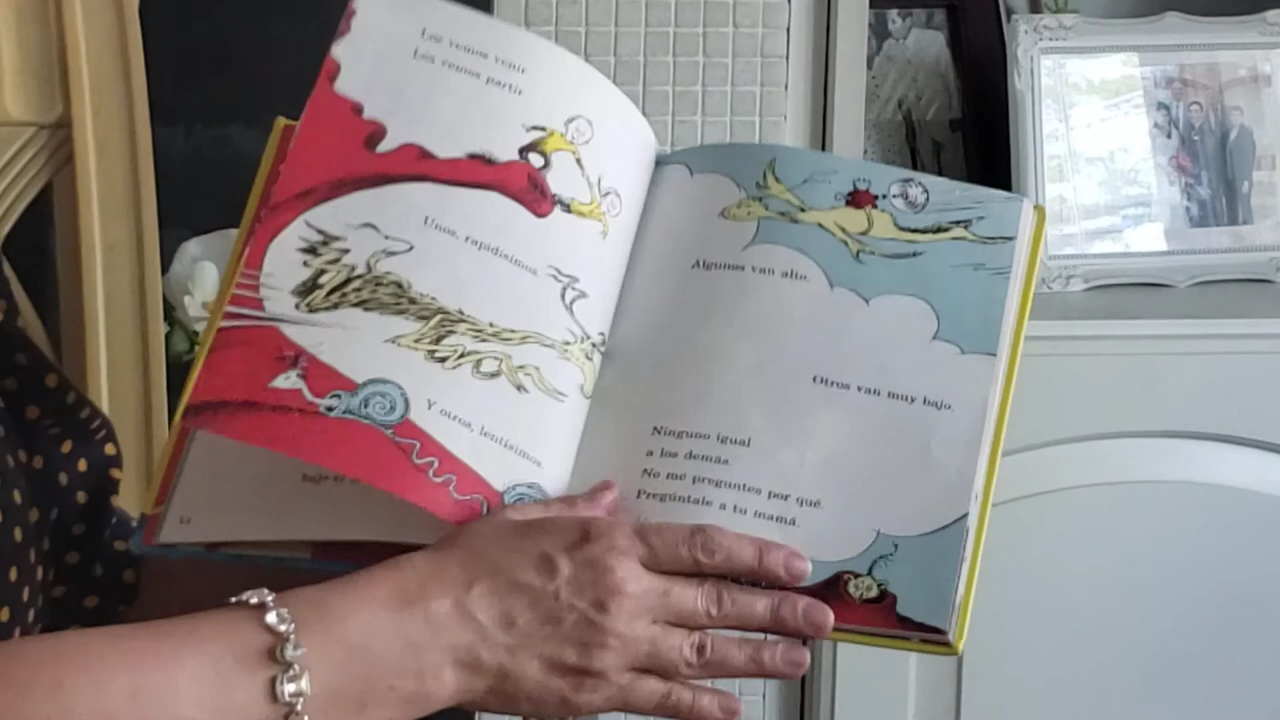 Los vemos venir.
Los vemos partir.
Unos, rapidísimos.
Y otros, lentísimos.
12
Algunos van alto.
Otros van muy bajo.
Ninguno igual
a los demás.
No me preguntes por qué.
Pregúntale a tu mamá.